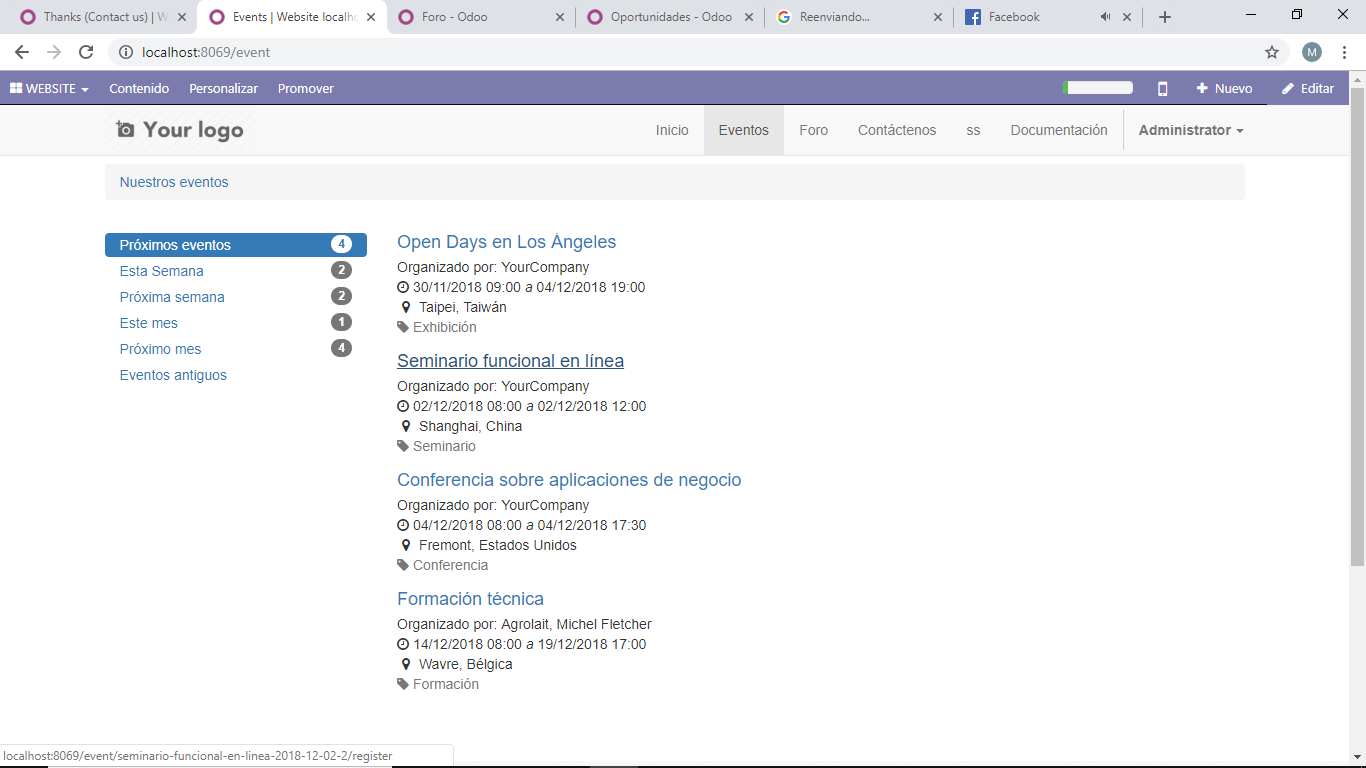 Thanks (Contact us) | W
Events | Website localho
Foro - Odoo
Oportunidades - Odoo
Reenviando...
Facebook
localhost:8069/event
M
WEBSITE
Contenido
Personalizar
Promover
Nuevo
Editar
Your logo
Inicio
Eventos
Foro
Contáctenos
ss
Documentación
Administrator
Nuestros eventos
Próximos eventos 4
Esta Semana 2
Próxima semana 2
Este mes 1
Próximo mes 4
Eventos antiguos
Open Days en Los Ángeles
Organizado por: YourCompany
30/11/2018 09:00 a 04/12/2018 19:00
Taipei, Taiwán
Exhibición
Seminario funcional en línea
Organizado por: YourCompany
02/12/2018 08:00 a 02/12/2018 12:00
Shanghai, China
Seminario
Conferencia sobre aplicaciones de negocio
Organizado por: YourCompany
04/12/2018 08:00 a 04/12/2018 17:30
Fremont, Estados Unidos
Conferencia
Formación técnica
Organizado por: Agrolait, Michel Fletcher
14/12/2018 08:00 a 19/12/2018 17:00
Wavre, Bélgica
Formación
localhost:8069/event/seminario-funcional-en-linea-2018-12-02-2/register